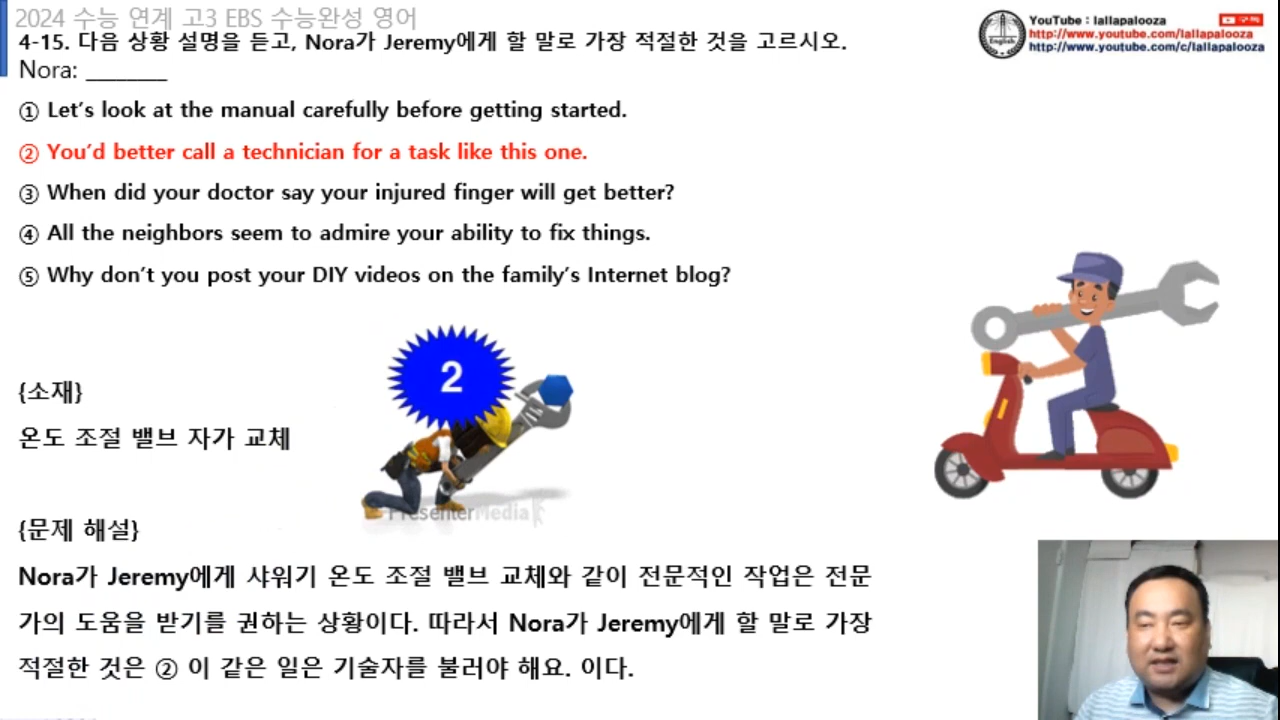 2024 수능 연계 고3 EBS 수능완성 영어
4-15. 다음 상황 설명을 듣고, Nora가 Jeremy에게 할 말로 가장 적절한 것을 고르시오.
Nora: _______
① Let's look at the manual carefully before getting started.
② You'd better call a technician for a task like this one.
③ When did your doctor say your injured finger will get better?
④ All the neighbors seem to admire your ability to fix things.
⑤ Why don't you post your DIY videos on the family's Internet blog?
YouTube : lallapalooza
구독
http://www.youtube.com/lallapalooza
http://www.youtube.com/c/lallapalooza
English
2
PresenterMedia
{소재}
온도 조절 밸브 자가 교체
{문제 해설}
Nora가 Jeremy에게 샤워기 온도 조절 밸브 교체와 같이 전문적인 작업은 전문
가의 도움을 받기를 권하는 상황이다. 따라서 Nora가 Jeremy에게 할 말로 가장
적절한 것은 ② 이 같은 일은 기술자를 불러야 해요. 이다.